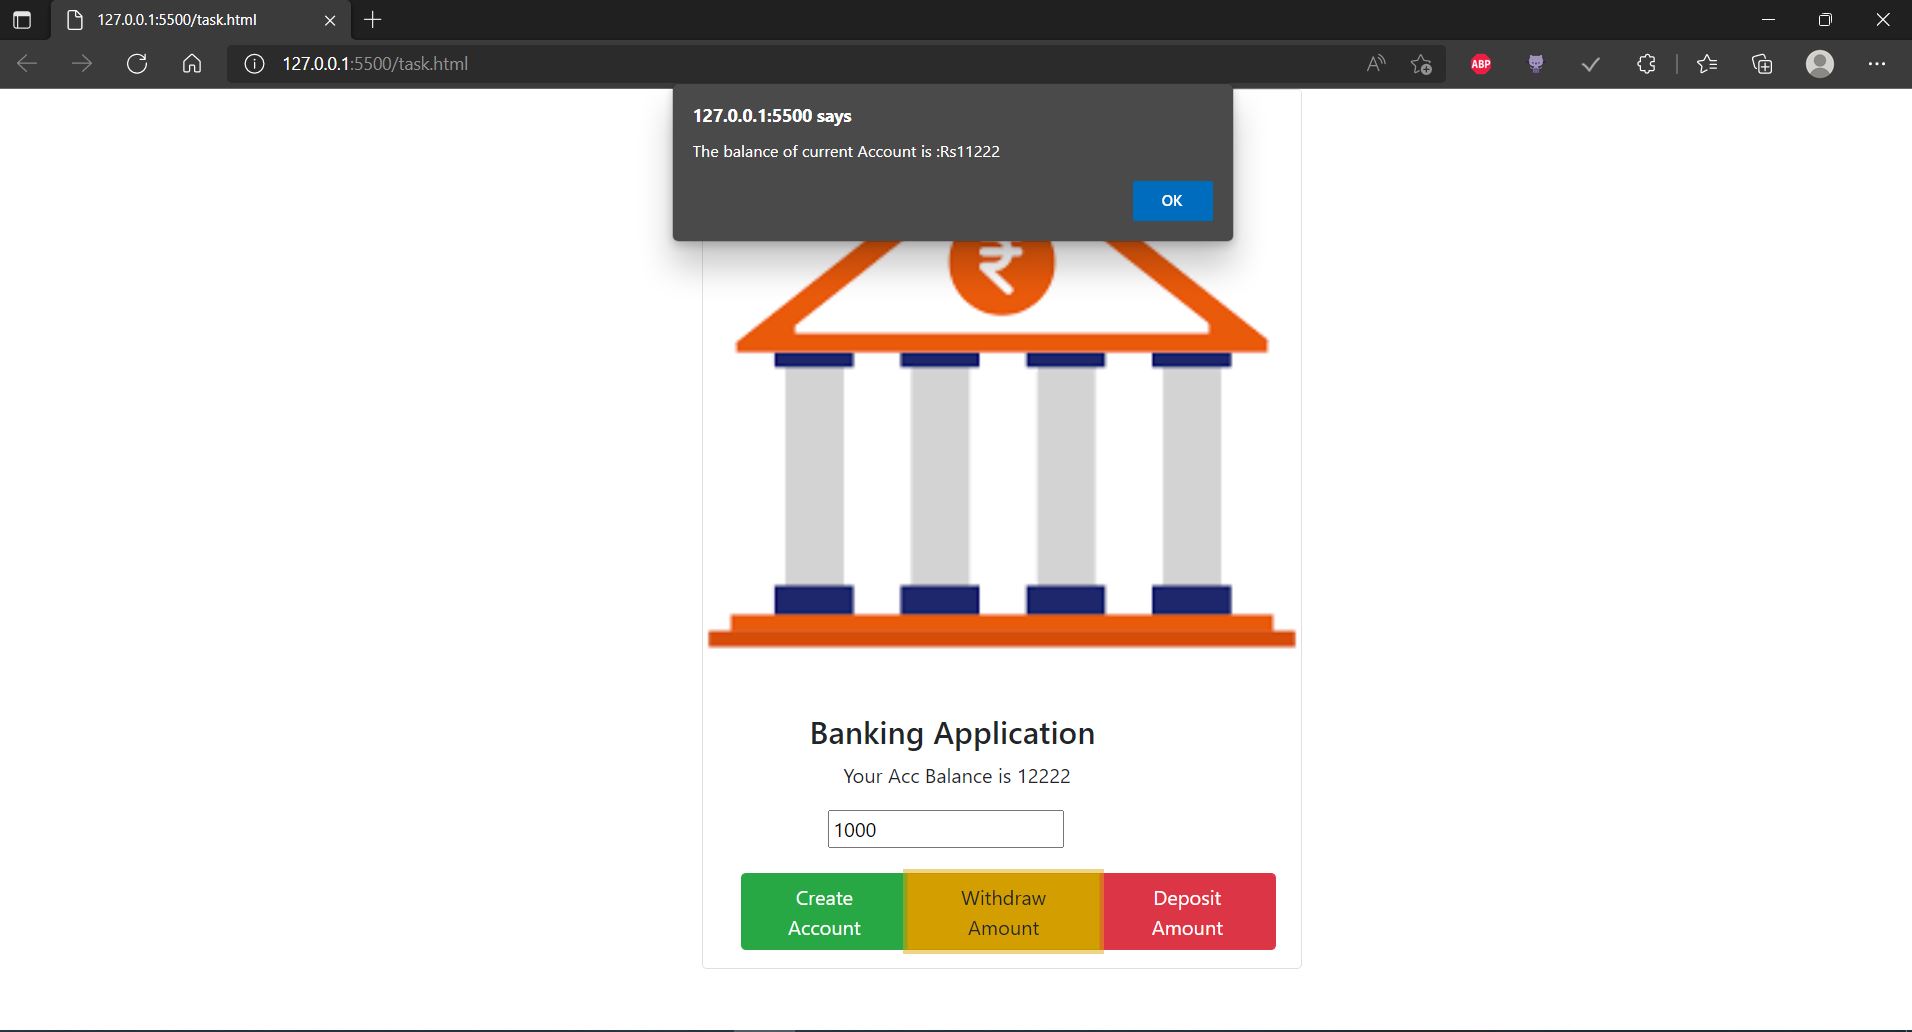 127.0.0.1:5500/task.html
127.0.0.1:5500/task.html
ABP
127.0.0.1:5500 says
The balance of current Account is :Rs11222
OK
₹
Banking Application
Your Acc Balance is 12222
1000
Create
Account
Withdraw
Amount
Deposit
Amount